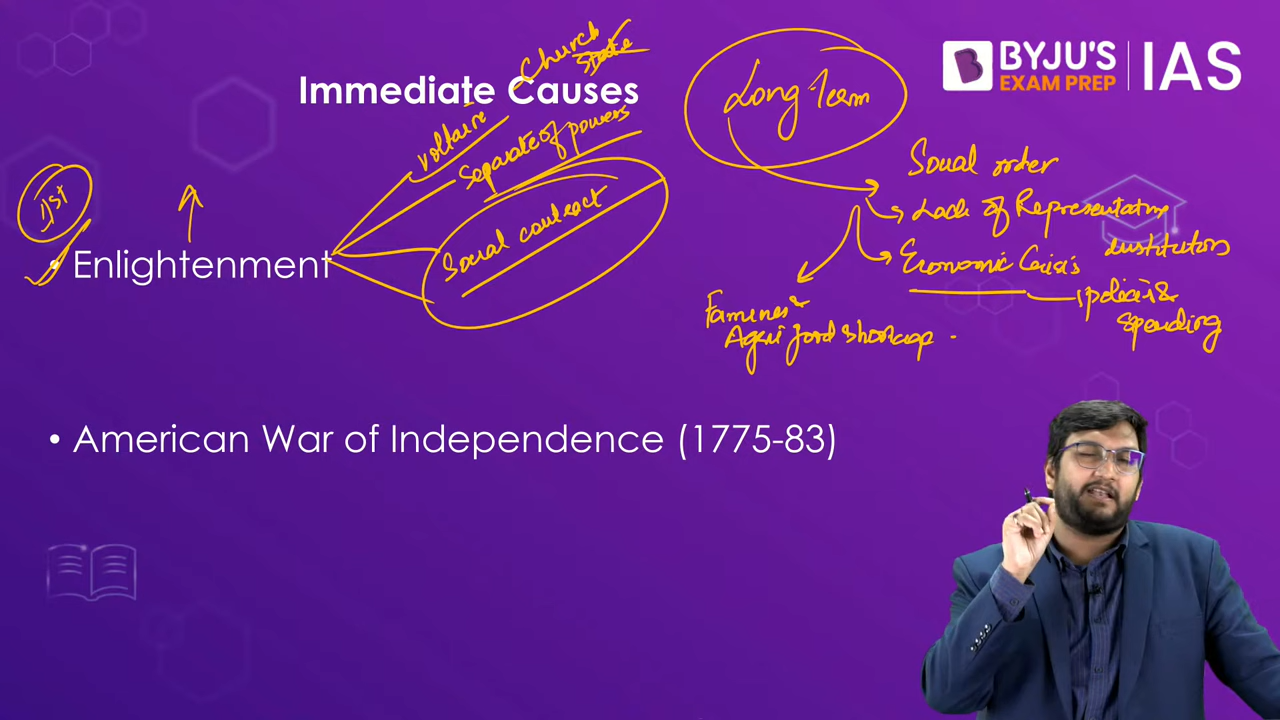 Church
State
Immediate Causes
Voltaire
Separate of powers
Social contract
1st
Enlightenment
American War of Independence (1775-83)
Long-Term
Social order
Lack of Representative
institutions
Economic Crisis
policies &
spending
Famines &
Agri food shortage
BYJU'S
EXAM PREP
IAS